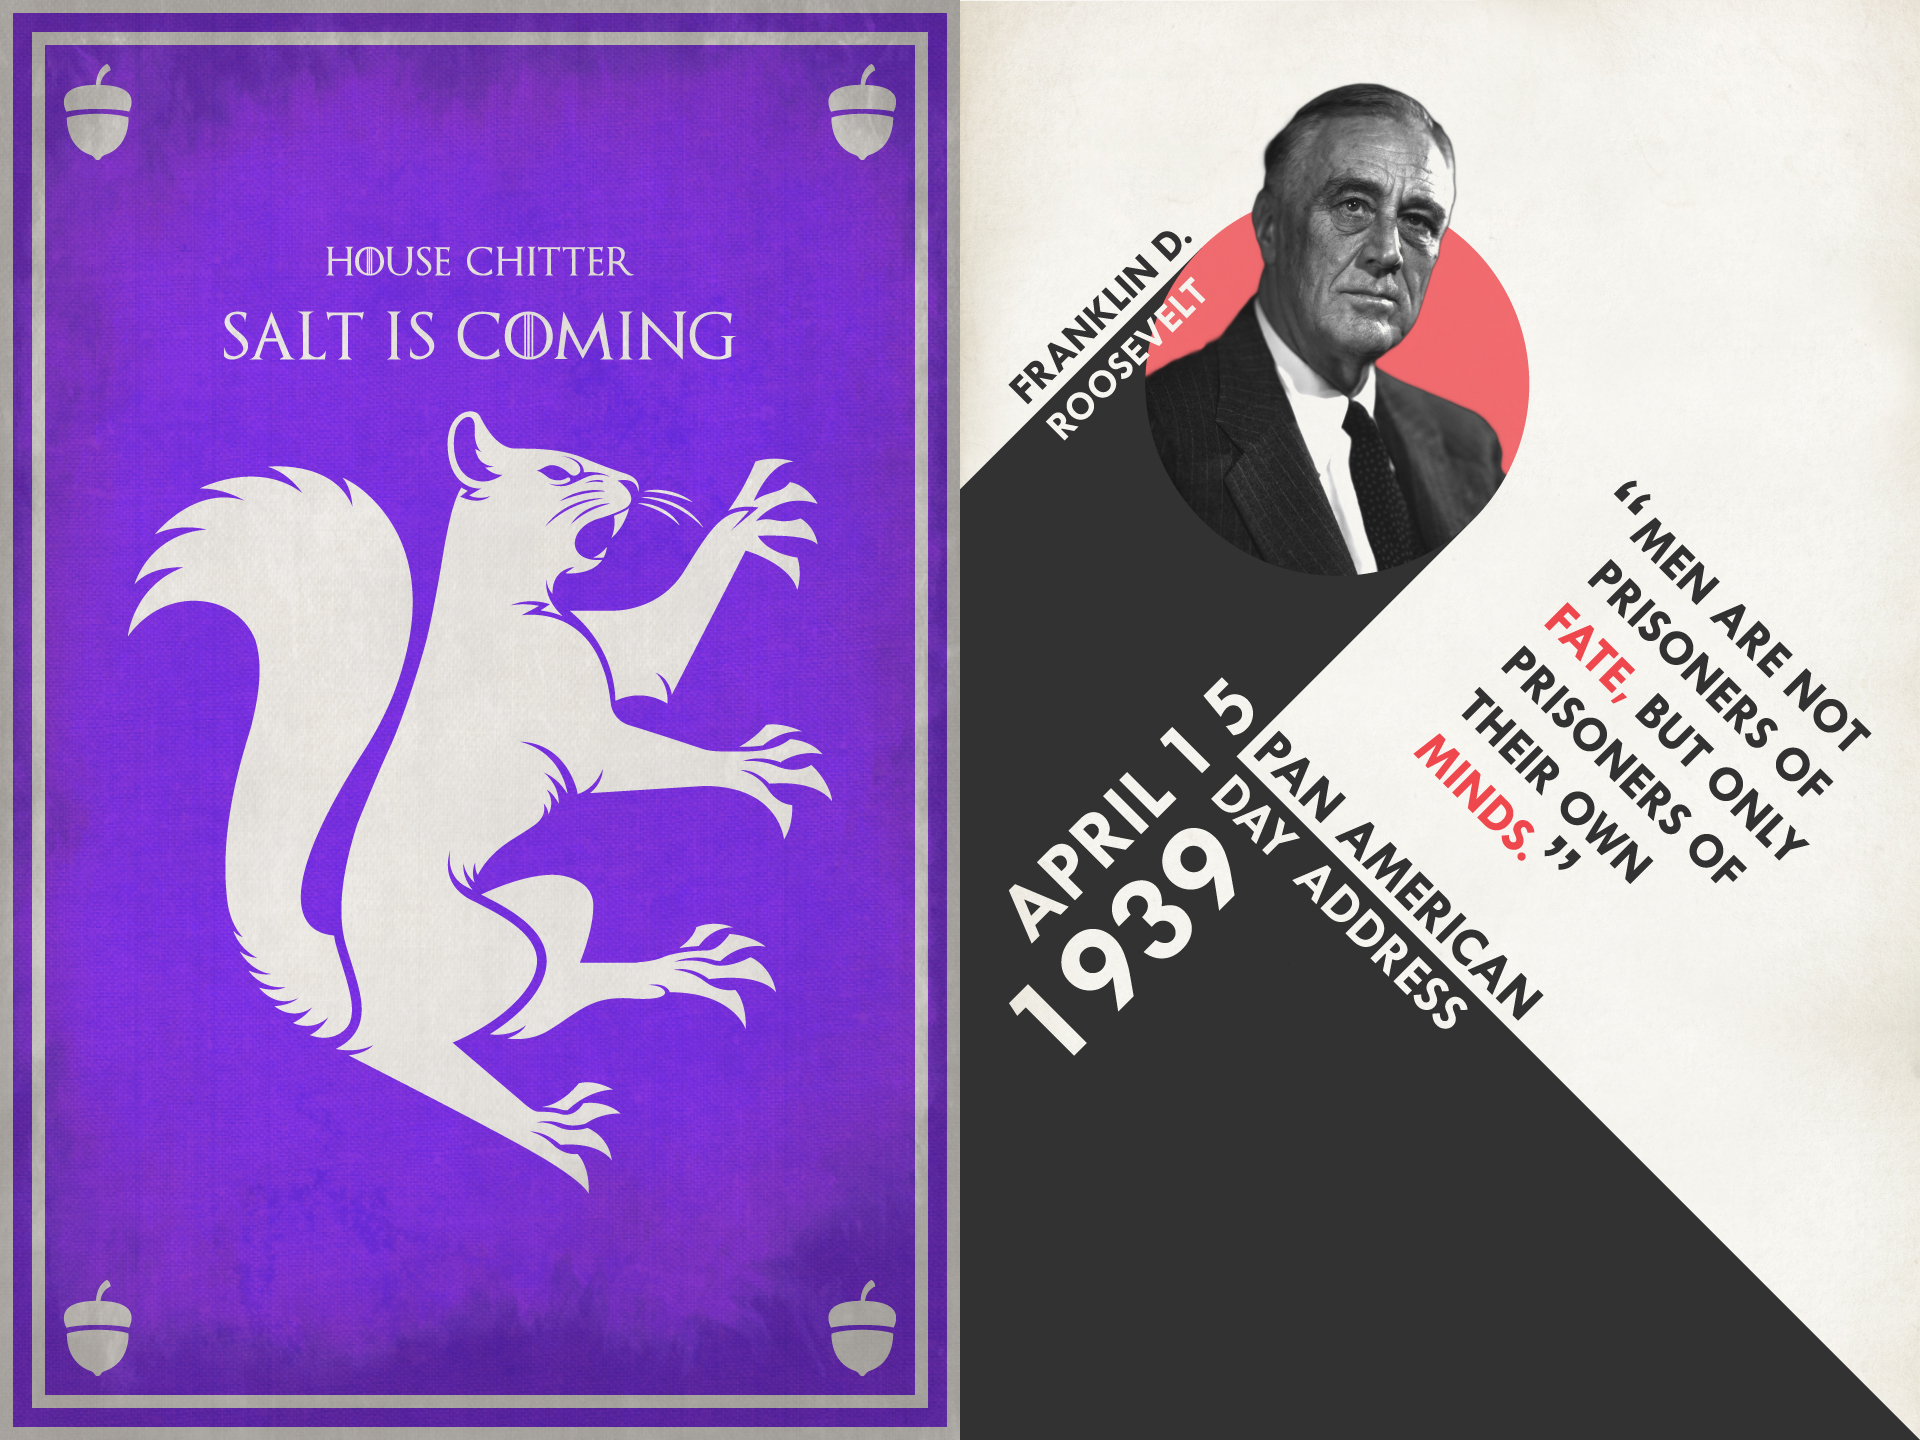 HOUSE CHITTER
SALT IS COMING
FRANKLIN D.
ROOSEVELT
“MEN ARE NOT
PRISONERS OF
FATE, BUT ONLY
PRISONERS OF
THEIR OWN
MINDS.”
APRIL 15
1939
PAN AMERICAN
DAY ADDRESS